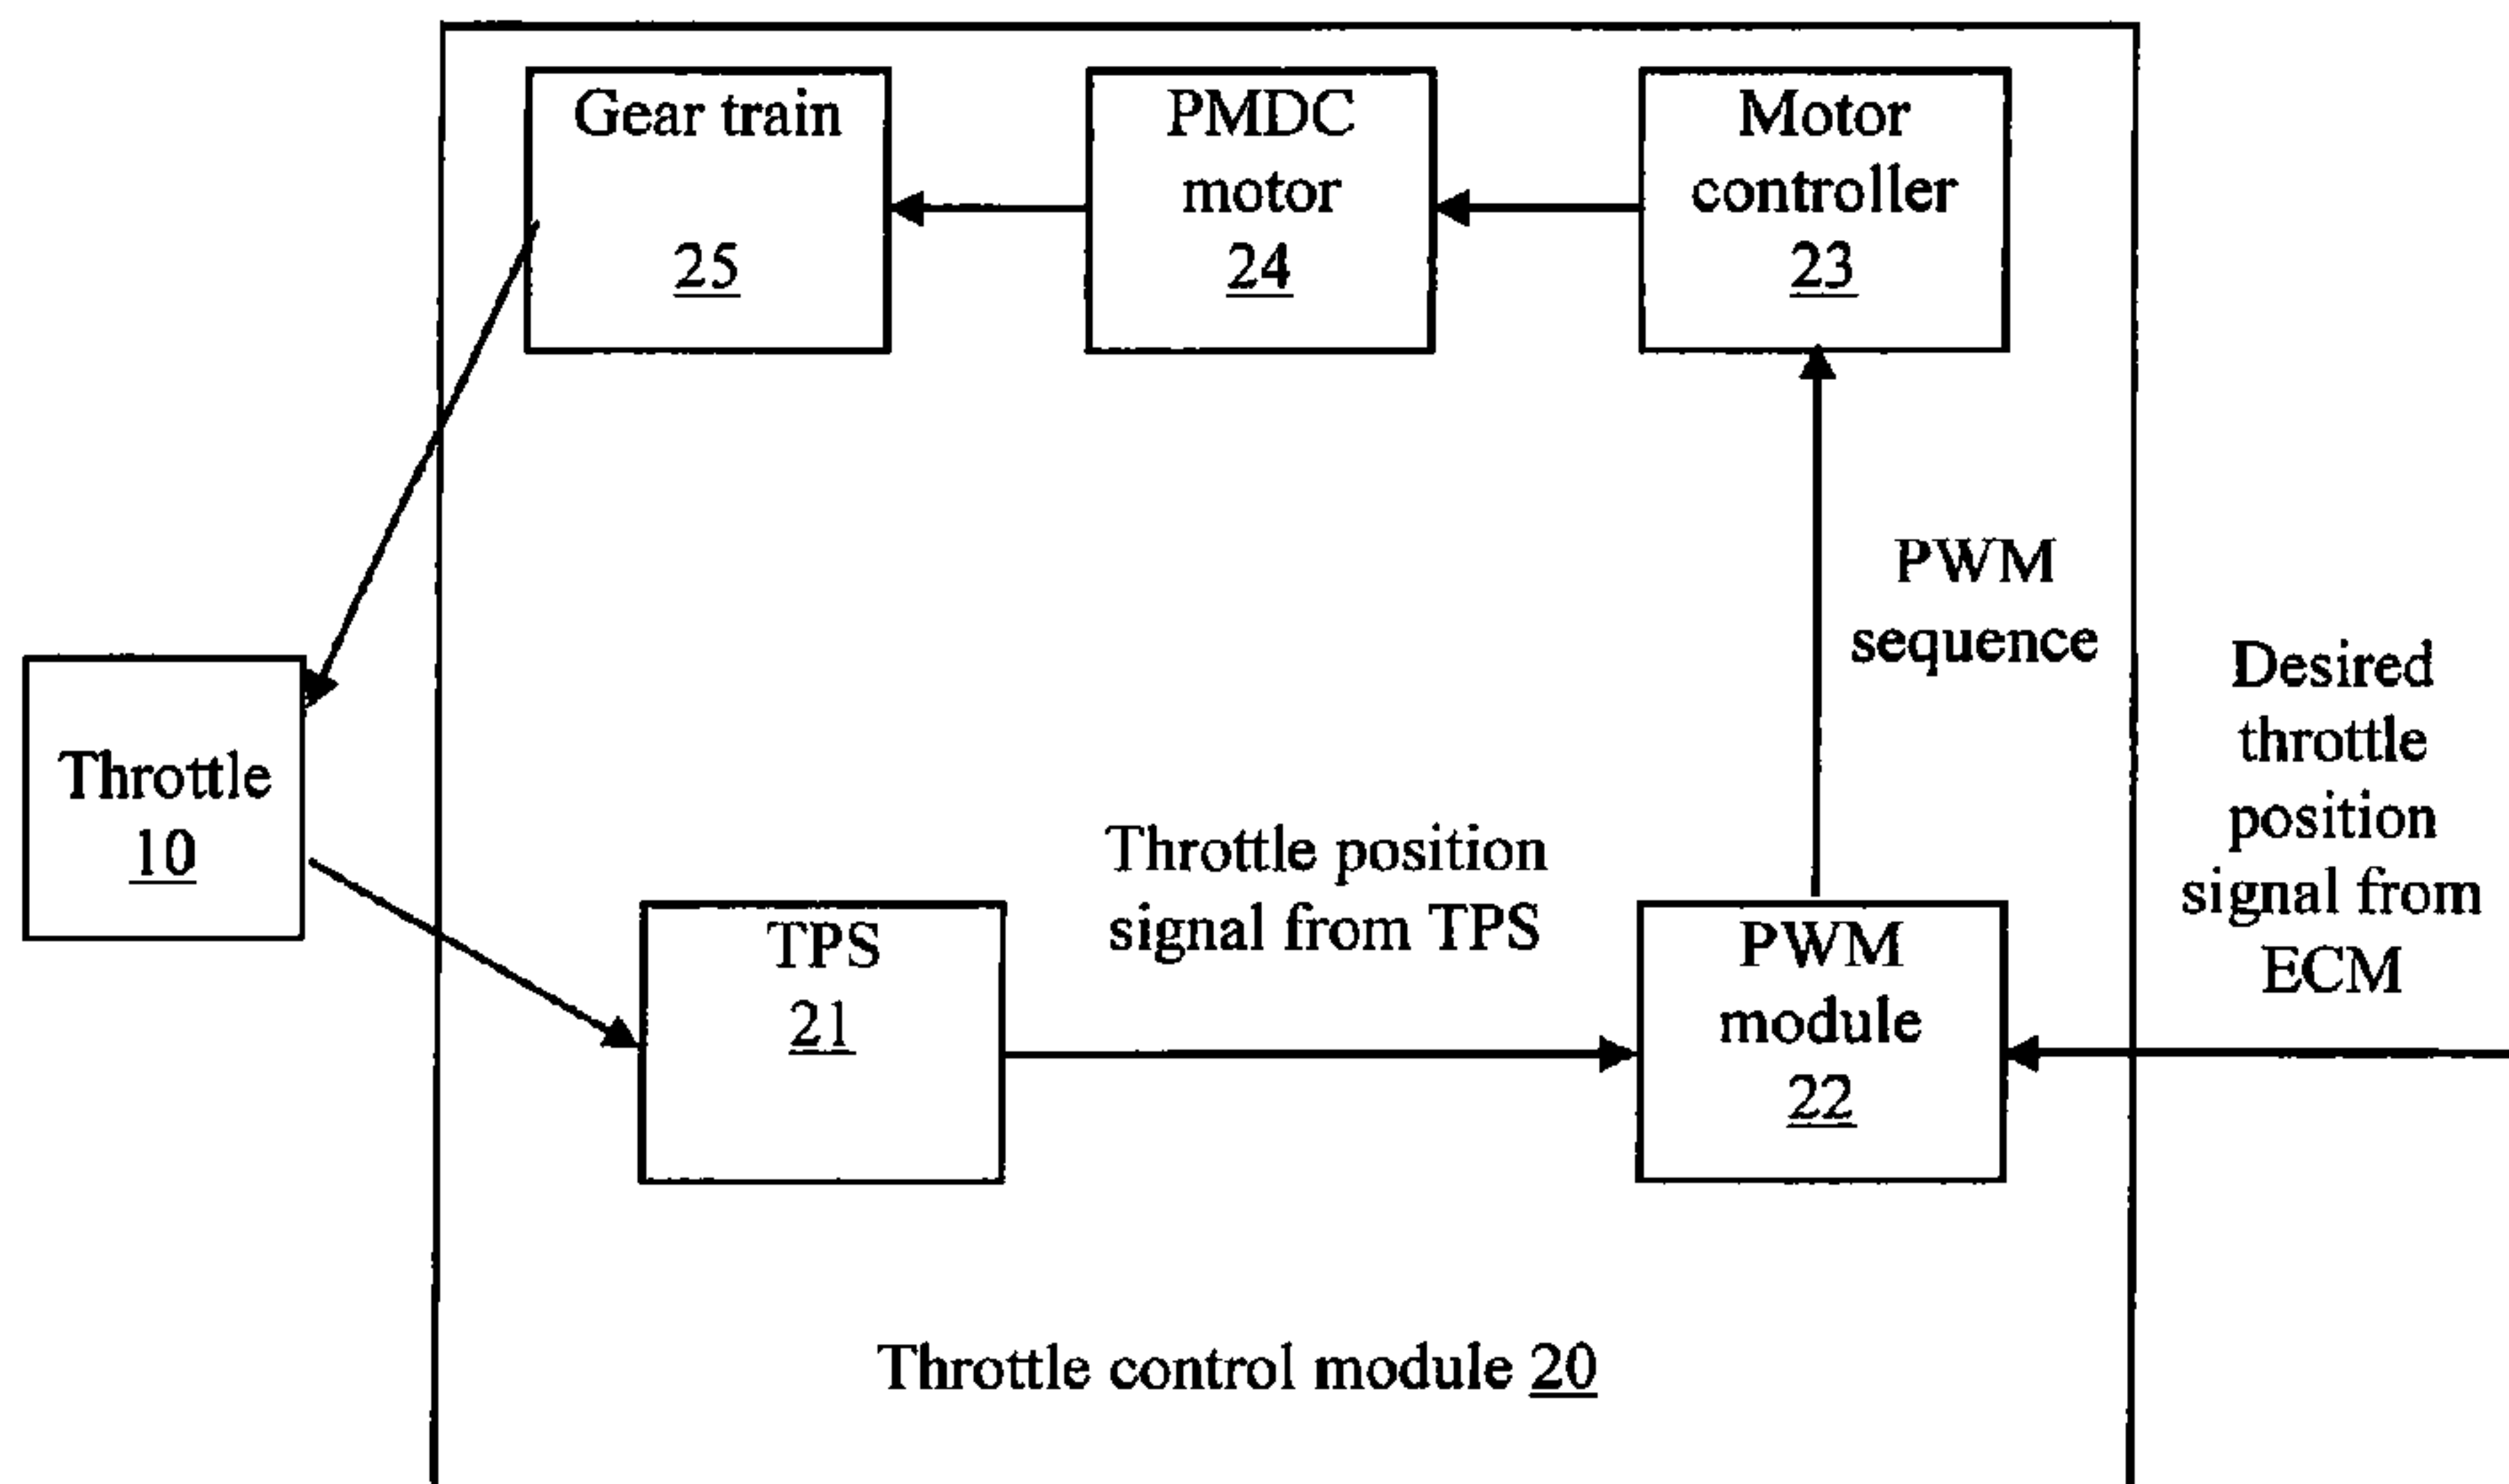 Gear train
25
PMDC
motor
24
Motor
controller
23
PWM
sequence
Desired
throttle
position
signal from
ECM
Throttle
10
Throttle position
signal from TPS
TPS
21
PWM
module
22
Throttle control module 20